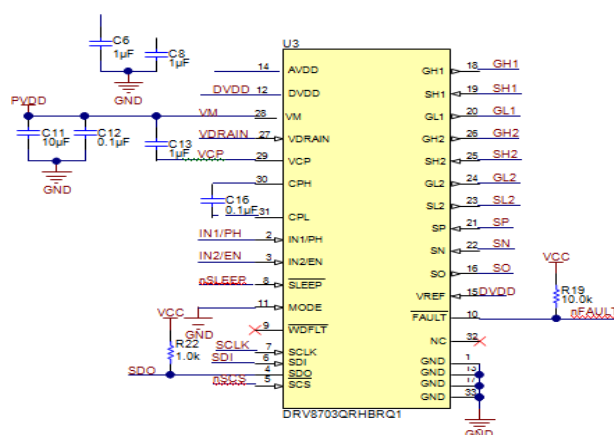 U3
C6
1µF
C8
1µF
GND
14 AVDD
DVDD 12 DVDD
PVDD
VM 28 VM
C11
10µF
C12
0.1µF
C13
1µF
VDRAIN 27 VDRAIN
VCP 29 VCP
GND
30 CPH
C16
0.1µF
31 CPL
IN1/PH 2 IN1/PH
IN2/EN 3 IN2/EN
nSLEEP 8 SLEEP
11 MODE
GND
VCC
9 WDFLT
R22
1.0k
SCLK 7 SCLK
SDI 6 SDI
SDO 4 SDO
nSCS 5 SCS
GH1 18 GH1
SH1 19 SH1
GL1 20 GL1
GH2 26 GH2
SH2 25 SH2
GL2 24 GL2
SL2 23 SL2
SP 21 SP
SN 22 SN
SO 16 SO
VREF 15 DVDD
FAULT 10 nFAULT
VCC
R19
10.0k
NC 32
GND 1
GND 13
GND 17
GND 33
GND
DRV8703QRHBRQ1